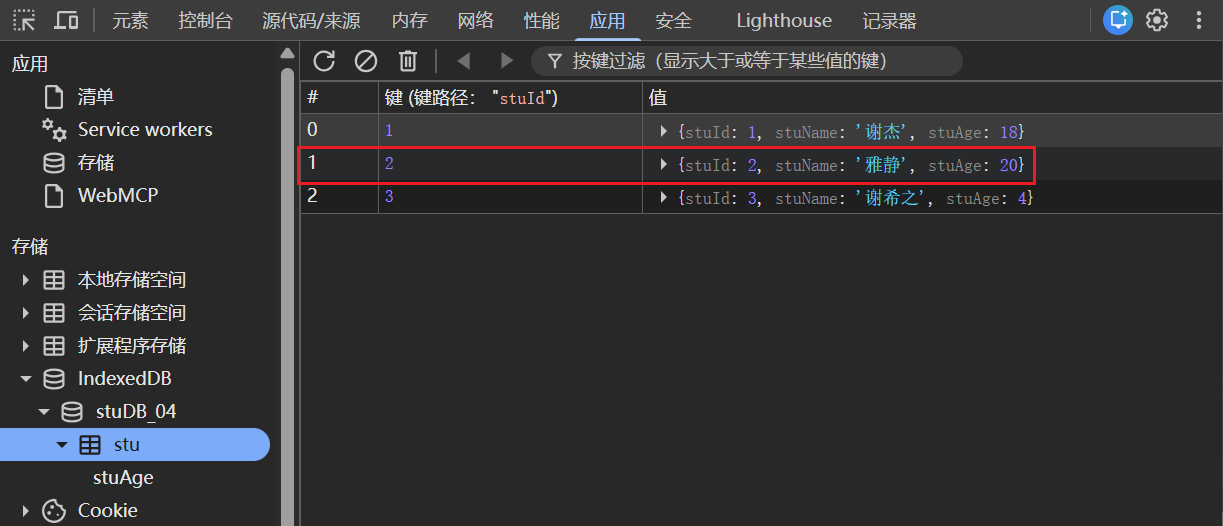 元素 控制台 源代码/来源 内存 网络 性能 应用 安全 Lighthouse 记录器
应用
清单
Service workers
存储
WebMCP
存储
本地存储空间
会话存储空间
扩展程序存储
IndexedDB
stuDB_04
stu
stuAge
Cookie
按键过滤（显示大于或等于某些值的键）
# 键 (键路径： "stuId") 值
0 1 {stuId: 1, stuName: '谢杰', stuAge: 18}
1 2 {stuId: 2, stuName: '雅静', stuAge: 20}
2 3 {stuId: 3, stuName: '谢希之', stuAge: 4}